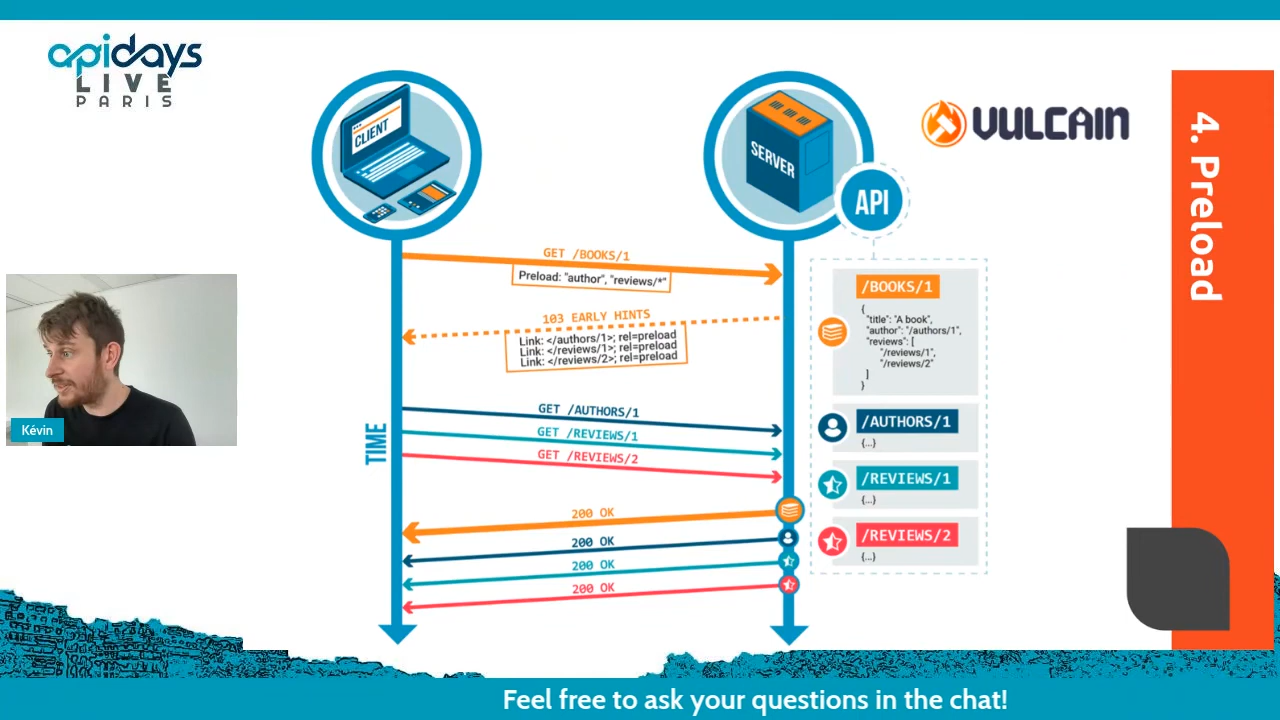 apidays
LIVE
PARIS
CLIENT
SERVER
API
VULCAIN
4. Preload
GET /BOOKS/1
Preload: "author", "reviews/*"
103 EARLY HINTS
Link: </authors/1>; rel=preload
Link: </reviews/1>; rel=preload
Link: </reviews/2>; rel=preload
GET /AUTHORS/1
GET /REVIEWS/1
GET /REVIEWS/2
TIME
200 OK
200 OK
200 OK
200 OK
/BOOKS/1
{
"title": "A book",
"author": "/authors/1",
"reviews": [
"/reviews/1",
"/reviews/2"
]
}
/AUTHORS/1
{...}
/REVIEWS/1
{...}
/REVIEWS/2
{...}
Kévin
Feel free to ask your questions in the chat!